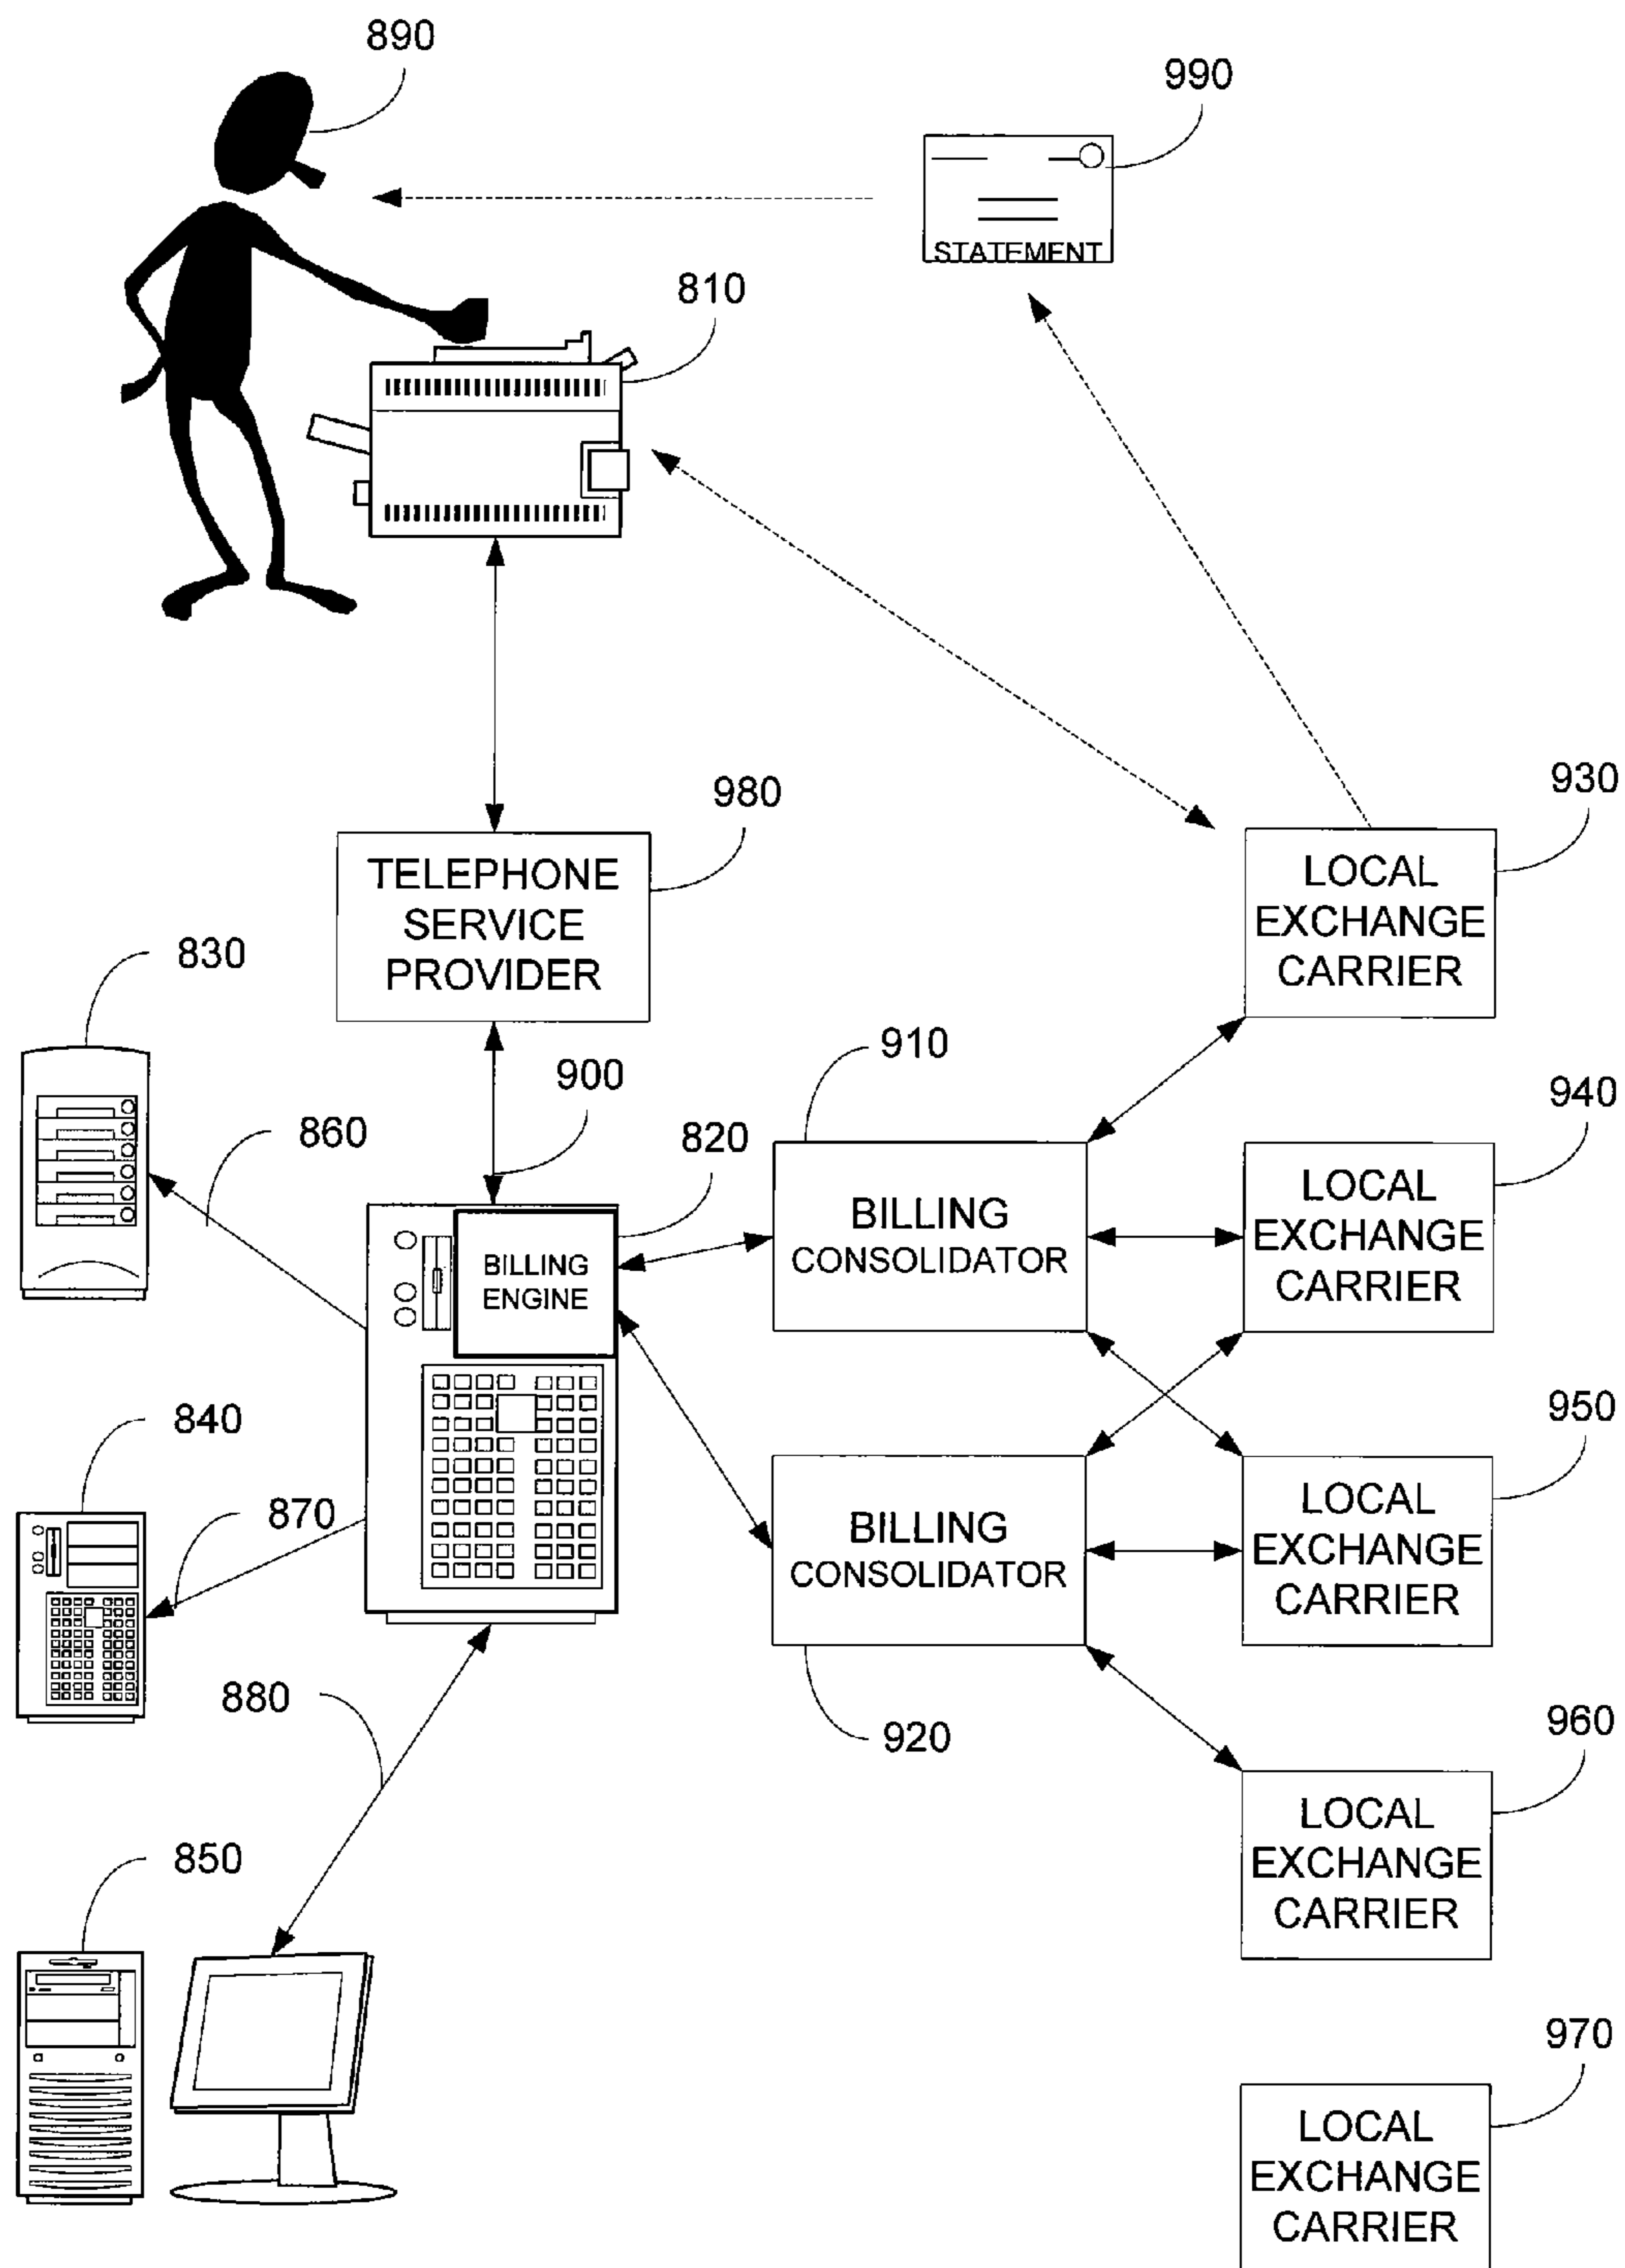 890
990
STATEMENT
810
930
980
LOCAL
EXCHANGE
CARRIER
TELEPHONE
SERVICE
PROVIDER
830
910
900
940
860
820
LOCAL
EXCHANGE
CARRIER
BILLING
CONSOLIDATOR
BILLING
ENGINE
950
840
LOCAL
EXCHANGE
CARRIER
870
BILLING
CONSOLIDATOR
880
920
960
LOCAL
EXCHANGE
CARRIER
850
970
LOCAL
EXCHANGE
CARRIER